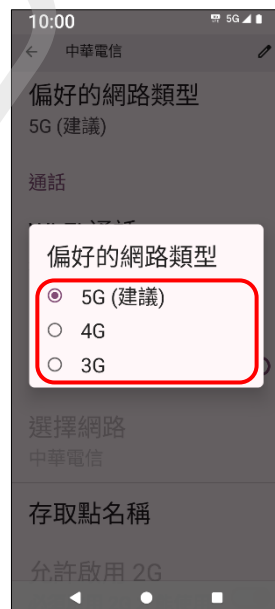 10:00 5G
中華電信
偏好的網路類型
5G (建議)
通話
偏好的網路類型
5G (建議)
4G
3G
選擇網路
中華電信
存取點名稱
允許啟用 2G